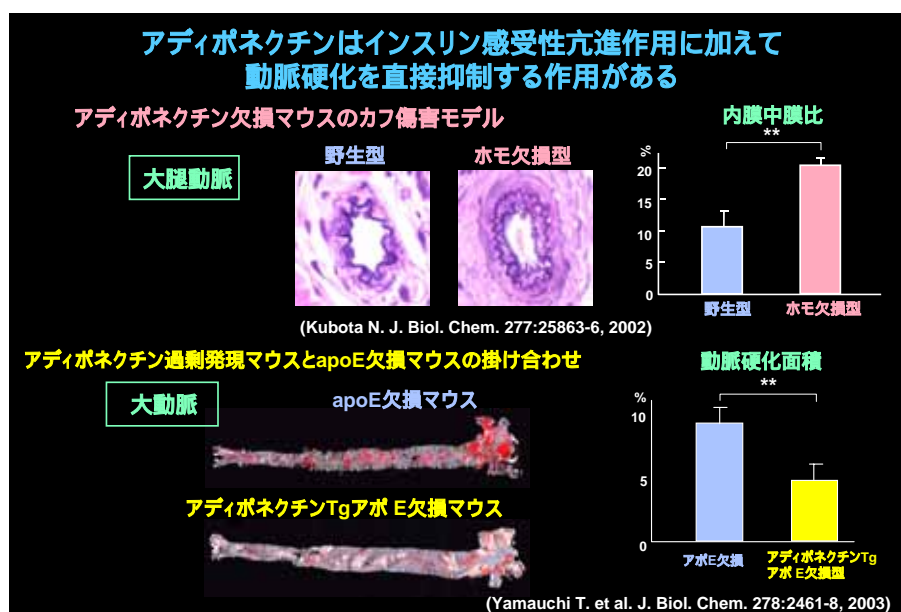 アディポネクチンはインスリン感受性亢進作用に加えて
動脈硬化を直接抑制する作用がある
アディポネクチン欠損マウスのカフ傷害モデル
大腿動脈
野生型
ホモ欠損型
内膜中膜比
**
%
20
15
10
5
0
野生型
ホモ欠損型
(Kubota N. J. Biol. Chem. 277:25863-6, 2002)
アディポネクチン過剰発現マウスとapoE欠損マウスの掛け合わせ
大動脈
apoE欠損マウス
アディポネクチンTgアポ E欠損マウス
動脈硬化面積
**
%
10
5
0
アポE欠損
アディポネクチンTg
アポ E欠損型
(Yamauchi T. et al. J. Biol. Chem. 278:2461-8, 2003)